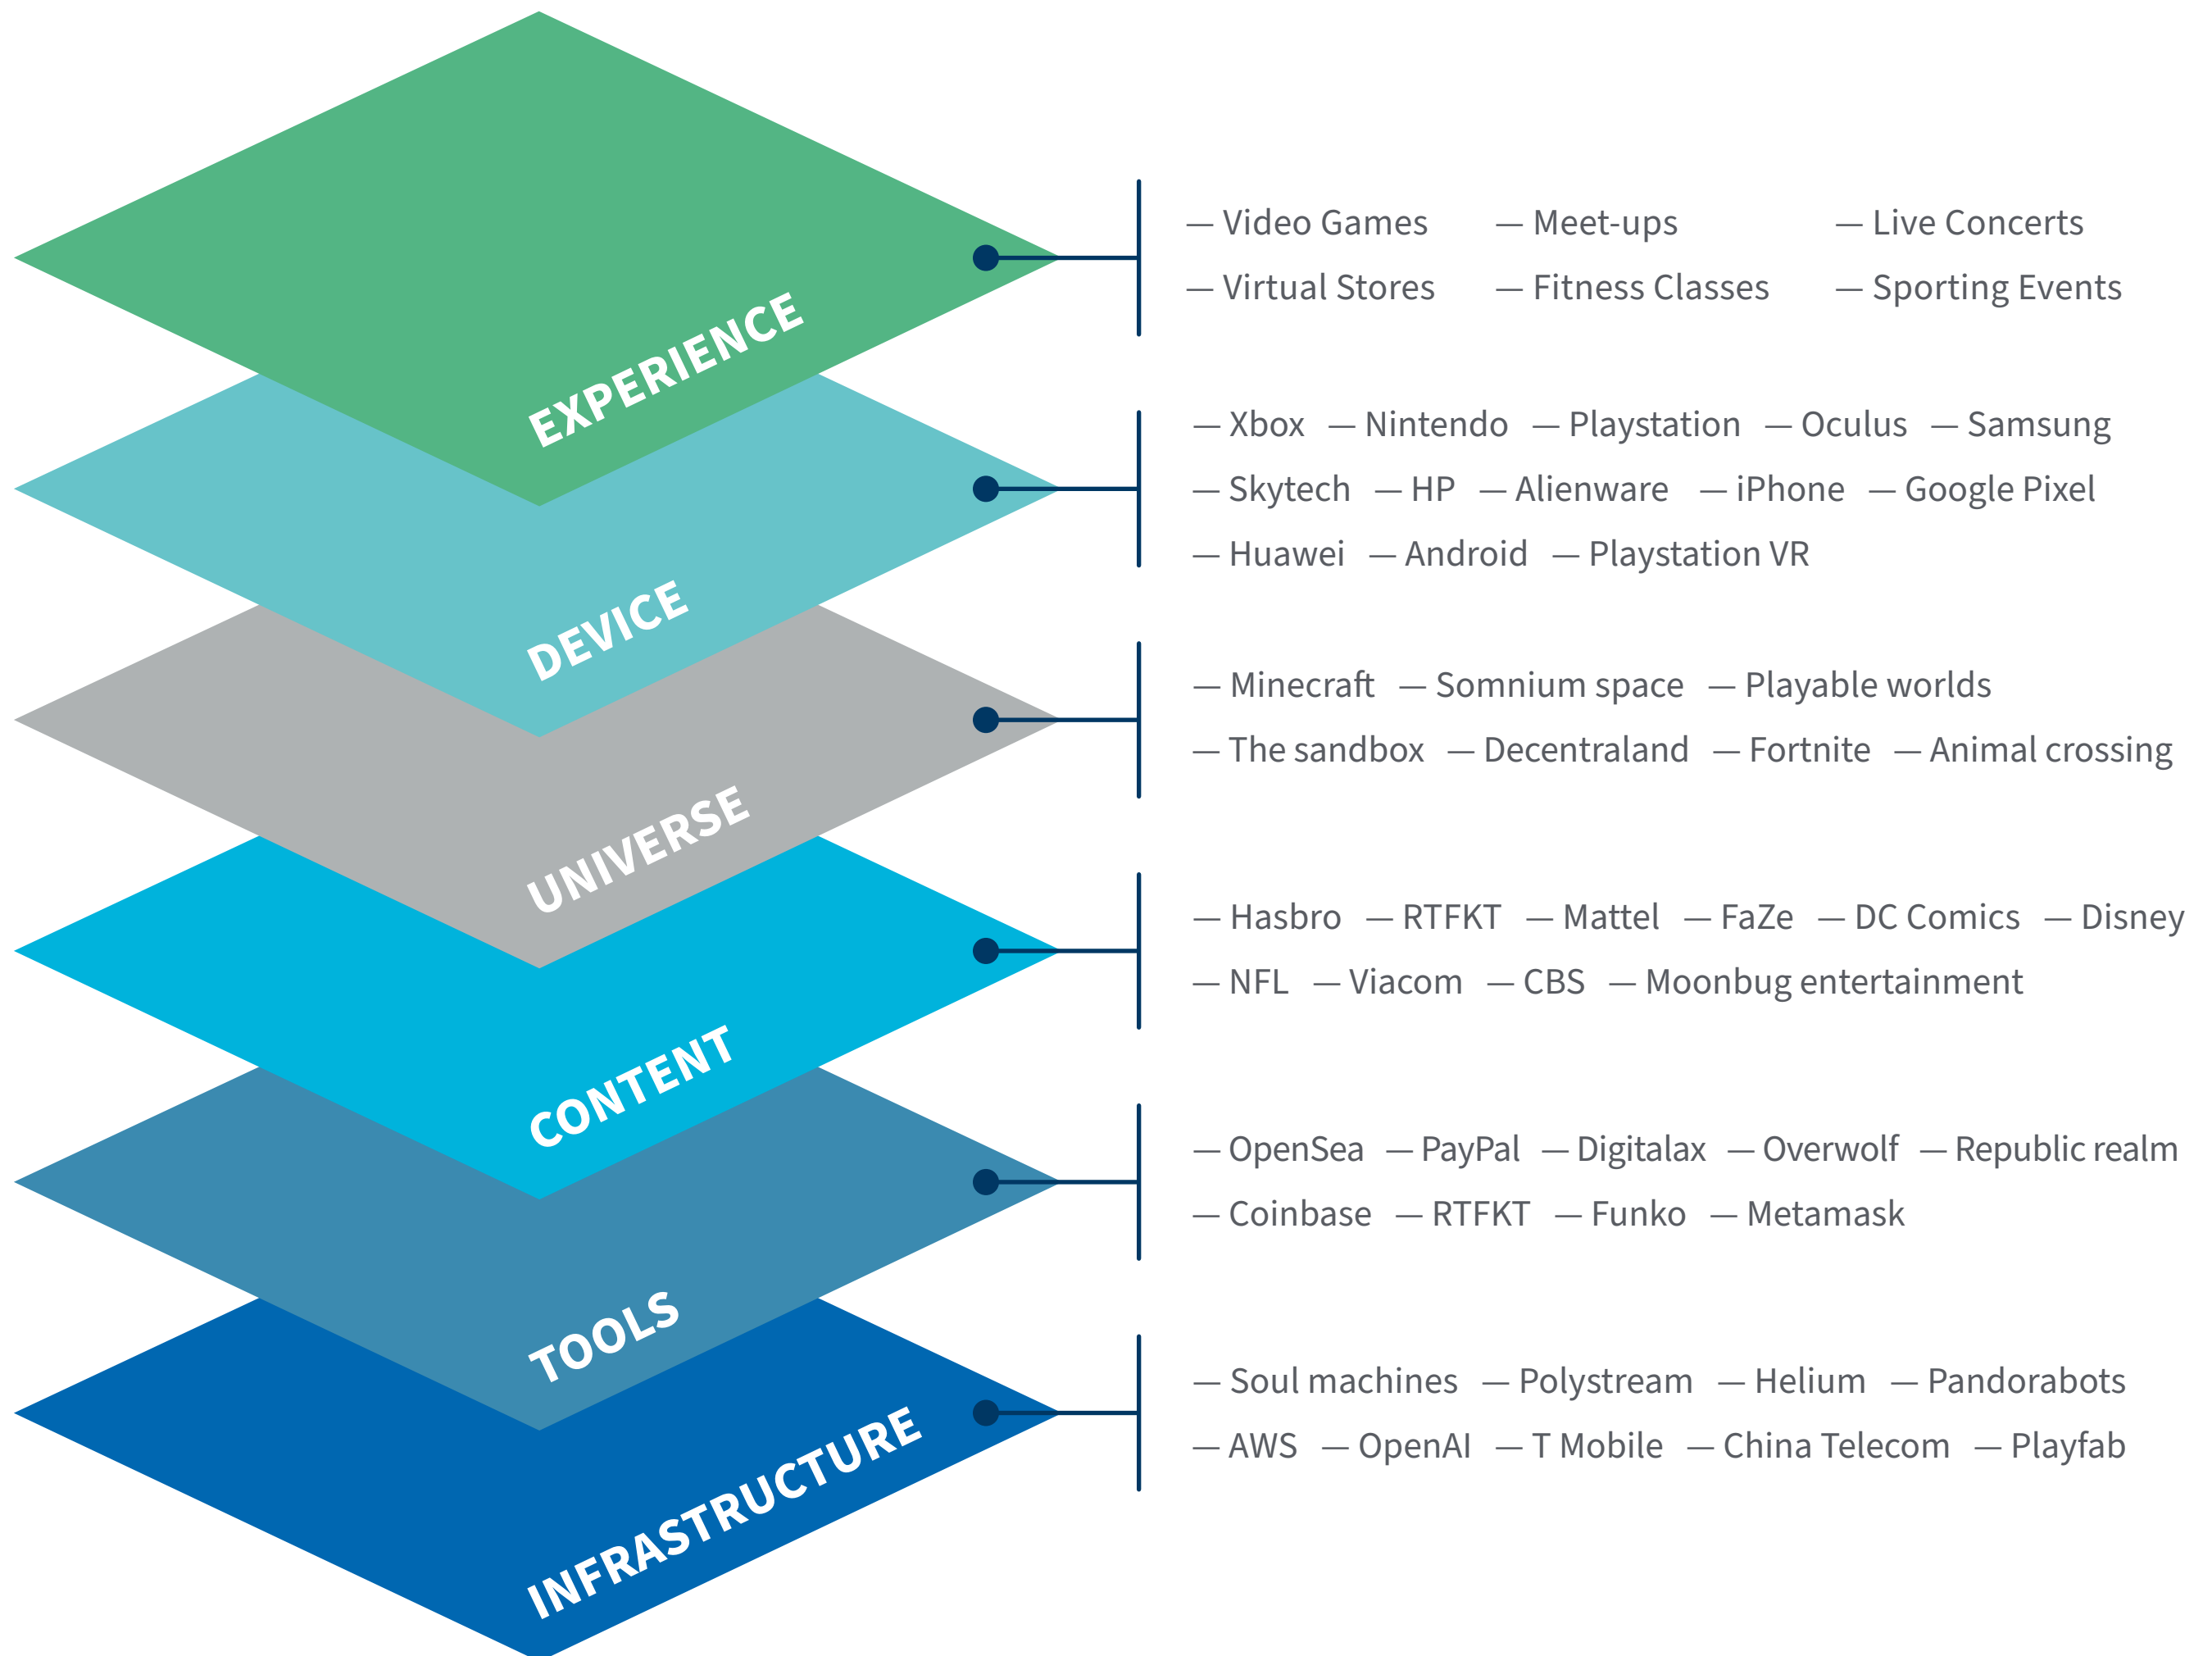 EXPERIENCE
— Video Games — Meet-ups — Live Concerts
— Virtual Stores — Fitness Classes — Sporting Events
DEVICE
— Xbox — Nintendo — Playstation — Oculus — Samsung
— Skytech — HP — Alienware — iPhone — Google Pixel
— Huawei — Android — Playstation VR
UNIVERSE
— Minecraft — Somnium space — Playable worlds
— The sandbox — Decentraland — Fortnite — Animal crossing
CONTENT
— Hasbro — RTFKT — Mattel — FaZe — DC Comics — Disney
— NFL — Viacom — CBS — Moonbug entertainment
TOOLS
— OpenSea — PayPal — Digitalax — Overwolf — Republic realm
— Coinbase — RTFKT — Funko — Metamask
INFRASTRUCTURE
— Soul machines — Polystream — Helium — Pandorabots
— AWS — OpenAI — T Mobile — China Telecom — Playfab